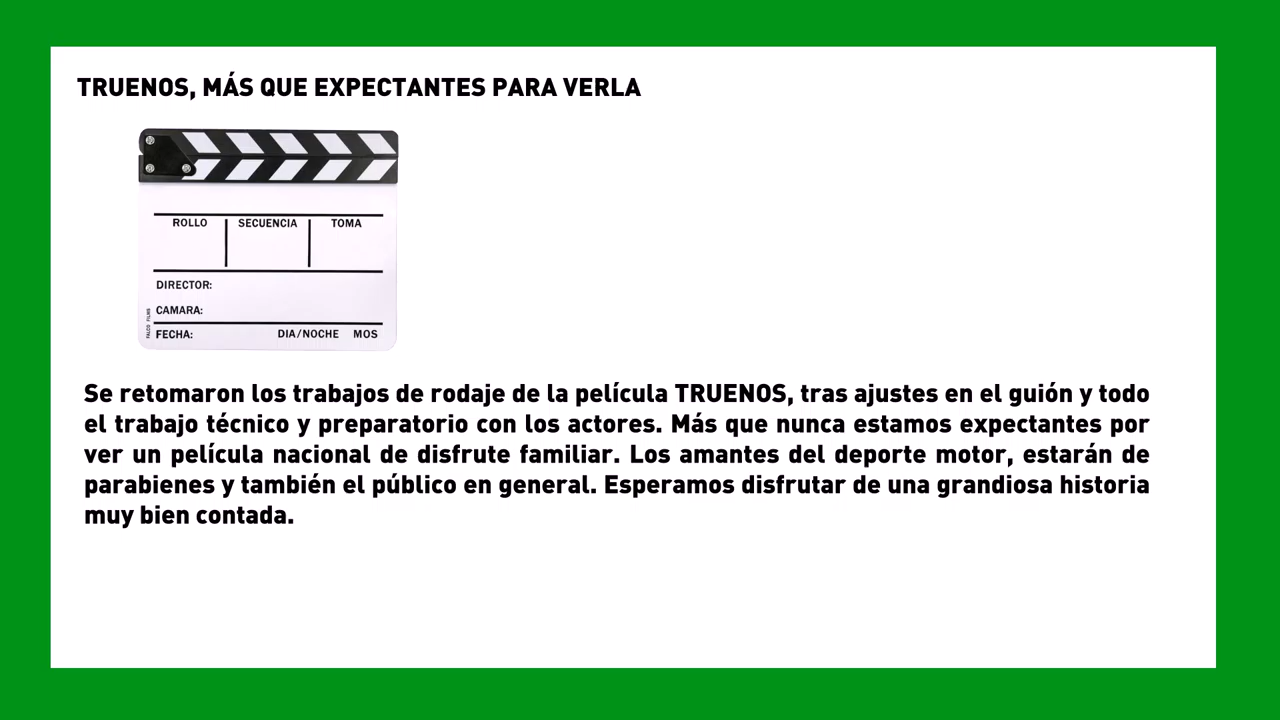 TRUENOS, MÁS QUE EXPECTANTES PARA VERLA
ROLLO SECUENCIA TOMA
DIRECTOR:
CAMARA:
FALCO FILMS
FECHA: DIA/NOCHE MOS
Se retomaron los trabajos de rodaje de la película TRUENOS, tras ajustes en el guión y todo
el trabajo técnico y preparatorio con los actores. Más que nunca estamos expectantes por
ver un película nacional de disfrute familiar. Los amantes del deporte motor, estarán de
parabienes y también el público en general. Esperamos disfrutar de una grandiosa historia
muy bien contada.